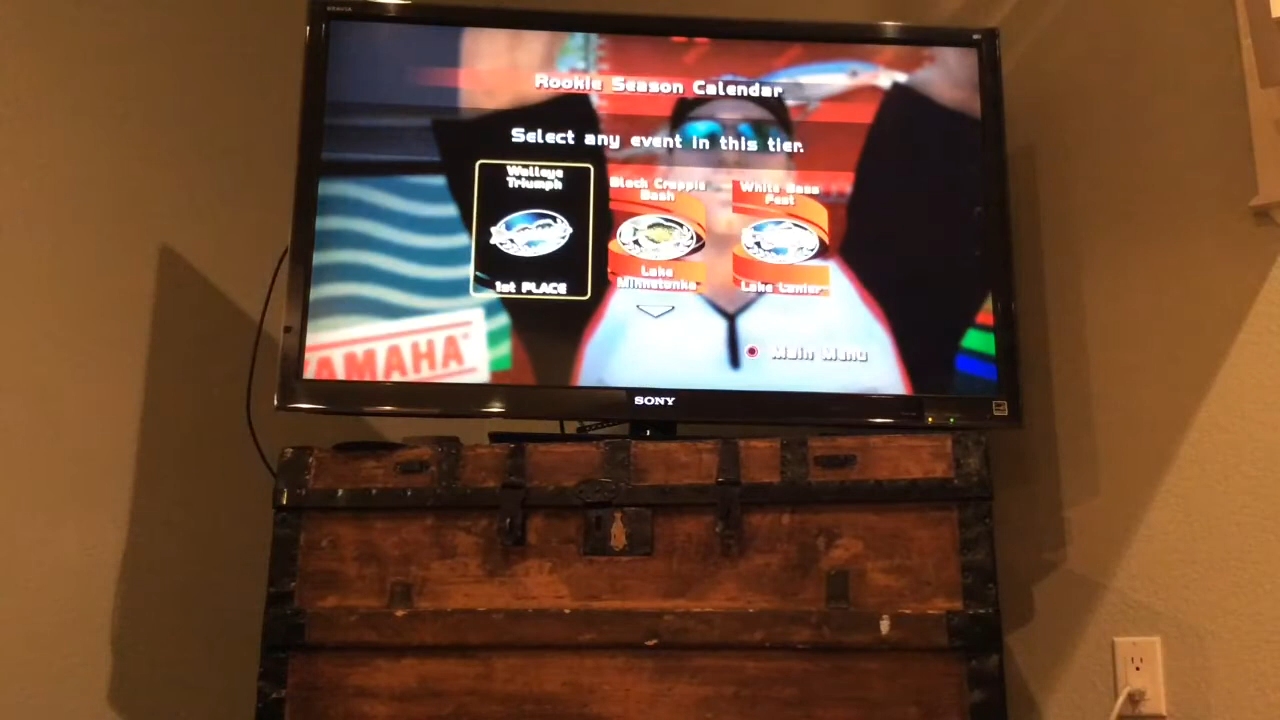 BRAVIA
Rookie Season Calendar
Select any event in this tier.
Walleye
Triumph
1st PLACE
Black Crappie
Bash
Lake
Minnetonka
White Bass
Fest
Lake Lanier
YAMAHA
Main Menu
SONY